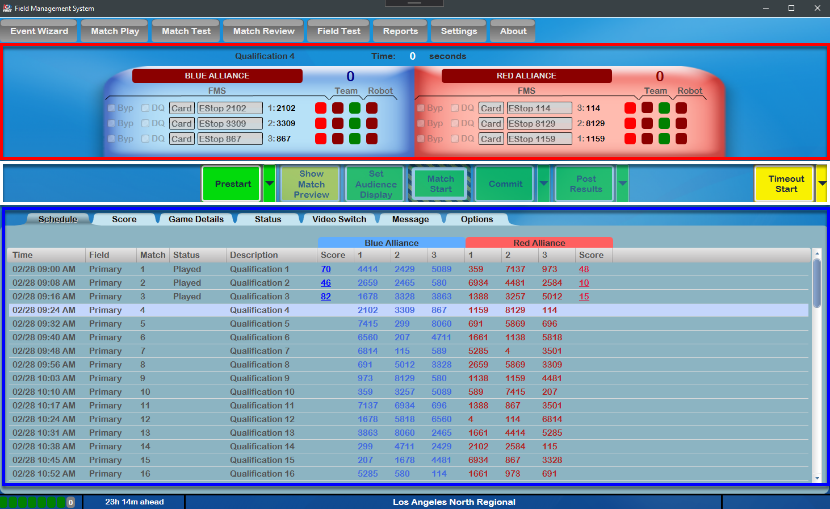 Field Management System
Event Wizard Match Play Match Test Match Review Field Test Reports Settings About
Qualification 4 Time: 0 seconds
BLUE ALLIANCE 0 RED ALLIANCE 0
FMS Team Robot FMS Team Robot
Byp DQ Card EStop 2102 1: 2102 Byp DQ Card EStop 114 3: 114
Byp DQ Card EStop 3309 2: 3309 Byp DQ Card EStop 8129 2: 8129
Byp DQ Card EStop 867 3: 867 Byp DQ Card EStop 1159 1: 1159
Prestart Show Match Preview Set Audience Display Match Start Commit Post Results Timeout Start
Schedule Score Game Details Status Video Switch Message Options
Blue Alliance Red Alliance
Time Field Match Status Description Score 1 2 3 1 2 3 Score
02/28 09:00 AM Primary 1 Played Qualification 1 70 4414 2429 5089 359 7137 973 48
02/28 09:08 AM Primary 2 Played Qualification 2 46 2659 2465 580 6934 4481 2584 10
02/28 09:16 AM Primary 3 Played Qualification 3 82 1678 3328 3863 1388 3257 5012 15
02/28 09:24 AM Primary 4 Qualification 4 2102 3309 867 1159 8129 114
02/28 09:32 AM Primary 5 Qualification 5 7415 299 8060 691 5869 696
02/28 09:40 AM Primary 6 Qualification 6 6560 207 4711 1661 1138 5818
02/28 09:48 AM Primary 7 Qualification 7 6814 115 589 5285 4 3501
02/28 09:56 AM Primary 8 Qualification 8 691 5012 3328 2659 5869 3309
02/28 10:03 AM Primary 9 Qualification 9 973 8129 580 1138 1159 4481
02/28 10:10 AM Primary 10 Qualification 10 359 3257 5089 589 7415 207
02/28 10:17 AM Primary 11 Qualification 11 7137 6934 696 1388 867 3501
02/28 10:24 AM Primary 12 Qualification 12 1678 5818 6560 4 114 6814
02/28 10:31 AM Primary 13 Qualification 13 3863 8060 2465 1661 4414 5285
02/28 10:38 AM Primary 14 Qualification 14 299 4711 2429 2102 2584 115
02/28 10:45 AM Primary 15 Qualification 15 207 1678 4481 6934 867 3328
02/28 10:52 AM Primary 16 Qualification 16 5285 580 114 1661 973 691
0 23h 14m ahead Los Angeles North Regional